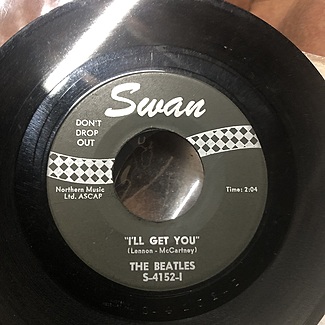 Swan
DON'T
DROP
OUT
Northern Music
Ltd. ASCAP
Time: 2:04
"I'LL GET YOU"
(Lennon - McCartney)
THE BEATLES
S-4152-I